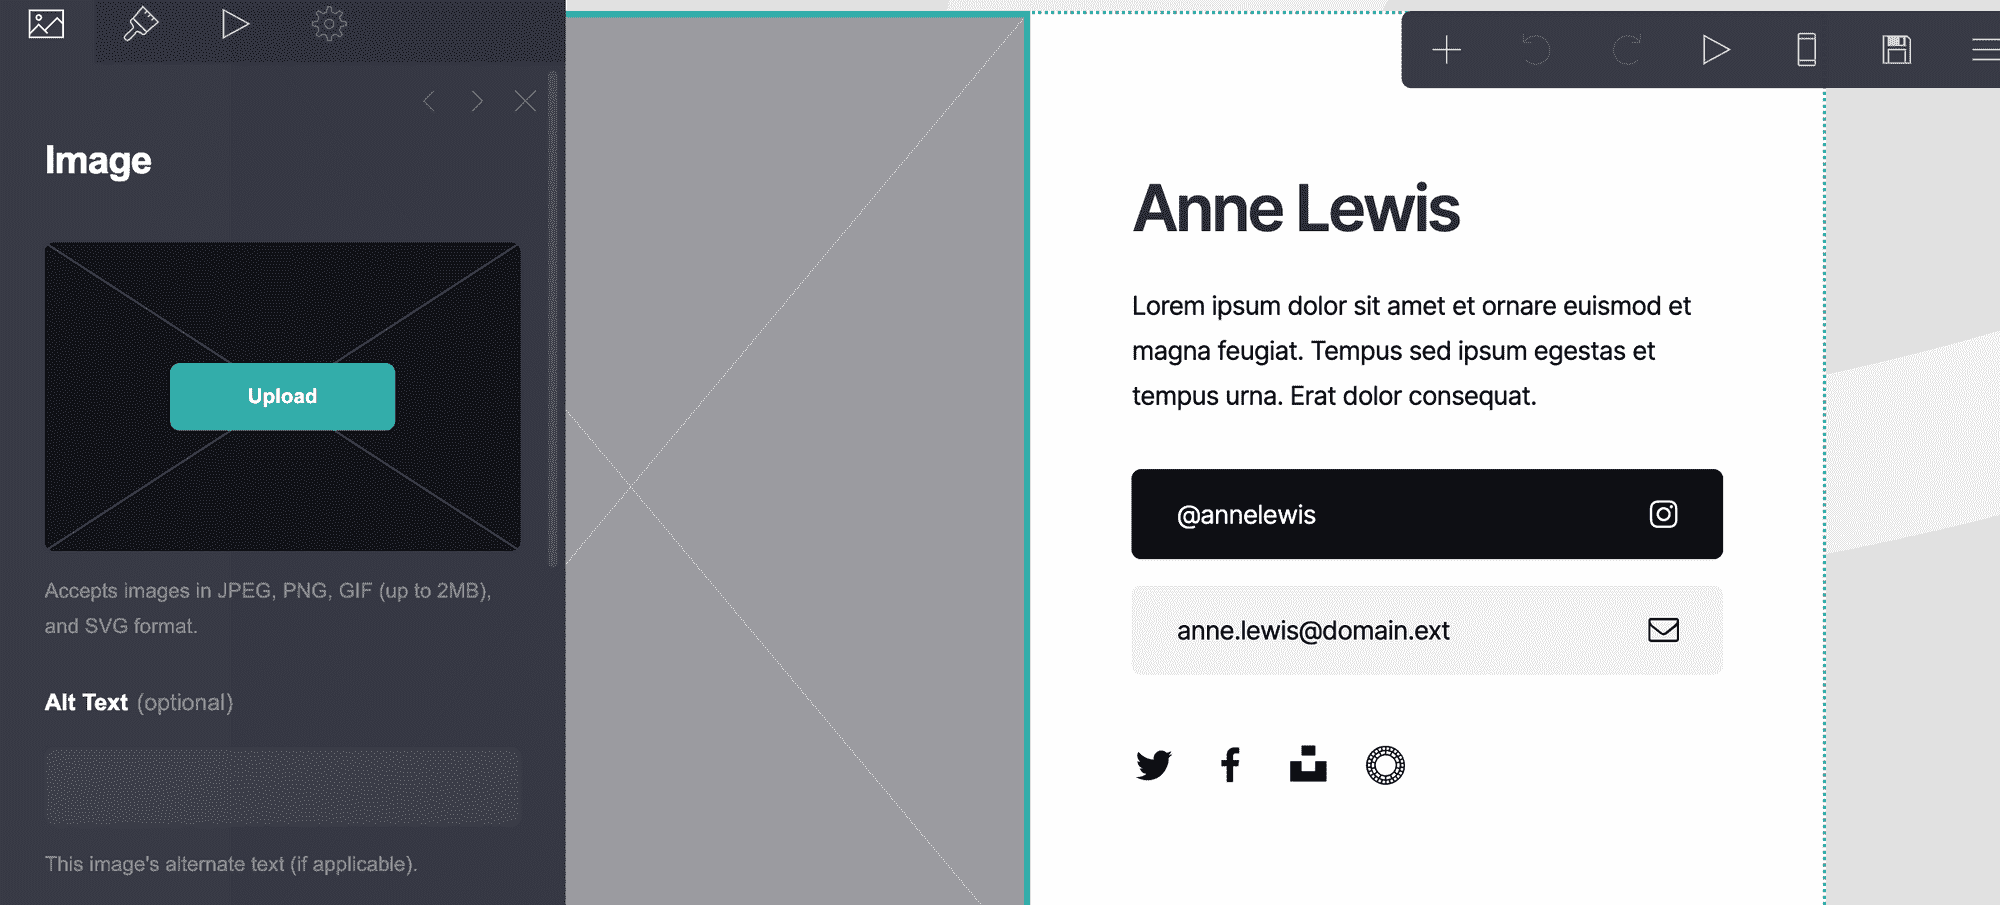 Image
Upload
Accepts images in JPEG, PNG, GIF (up to 2MB),
and SVG format.
Alt Text (optional)
This image's alternate text (if applicable).
Anne Lewis
Lorem ipsum dolor sit amet et ornare euismod et
magna feugiat. Tempus sed ipsum egestas et
tempus urna. Erat dolor consequat.
@annelewis
anne.lewis@domain.ext